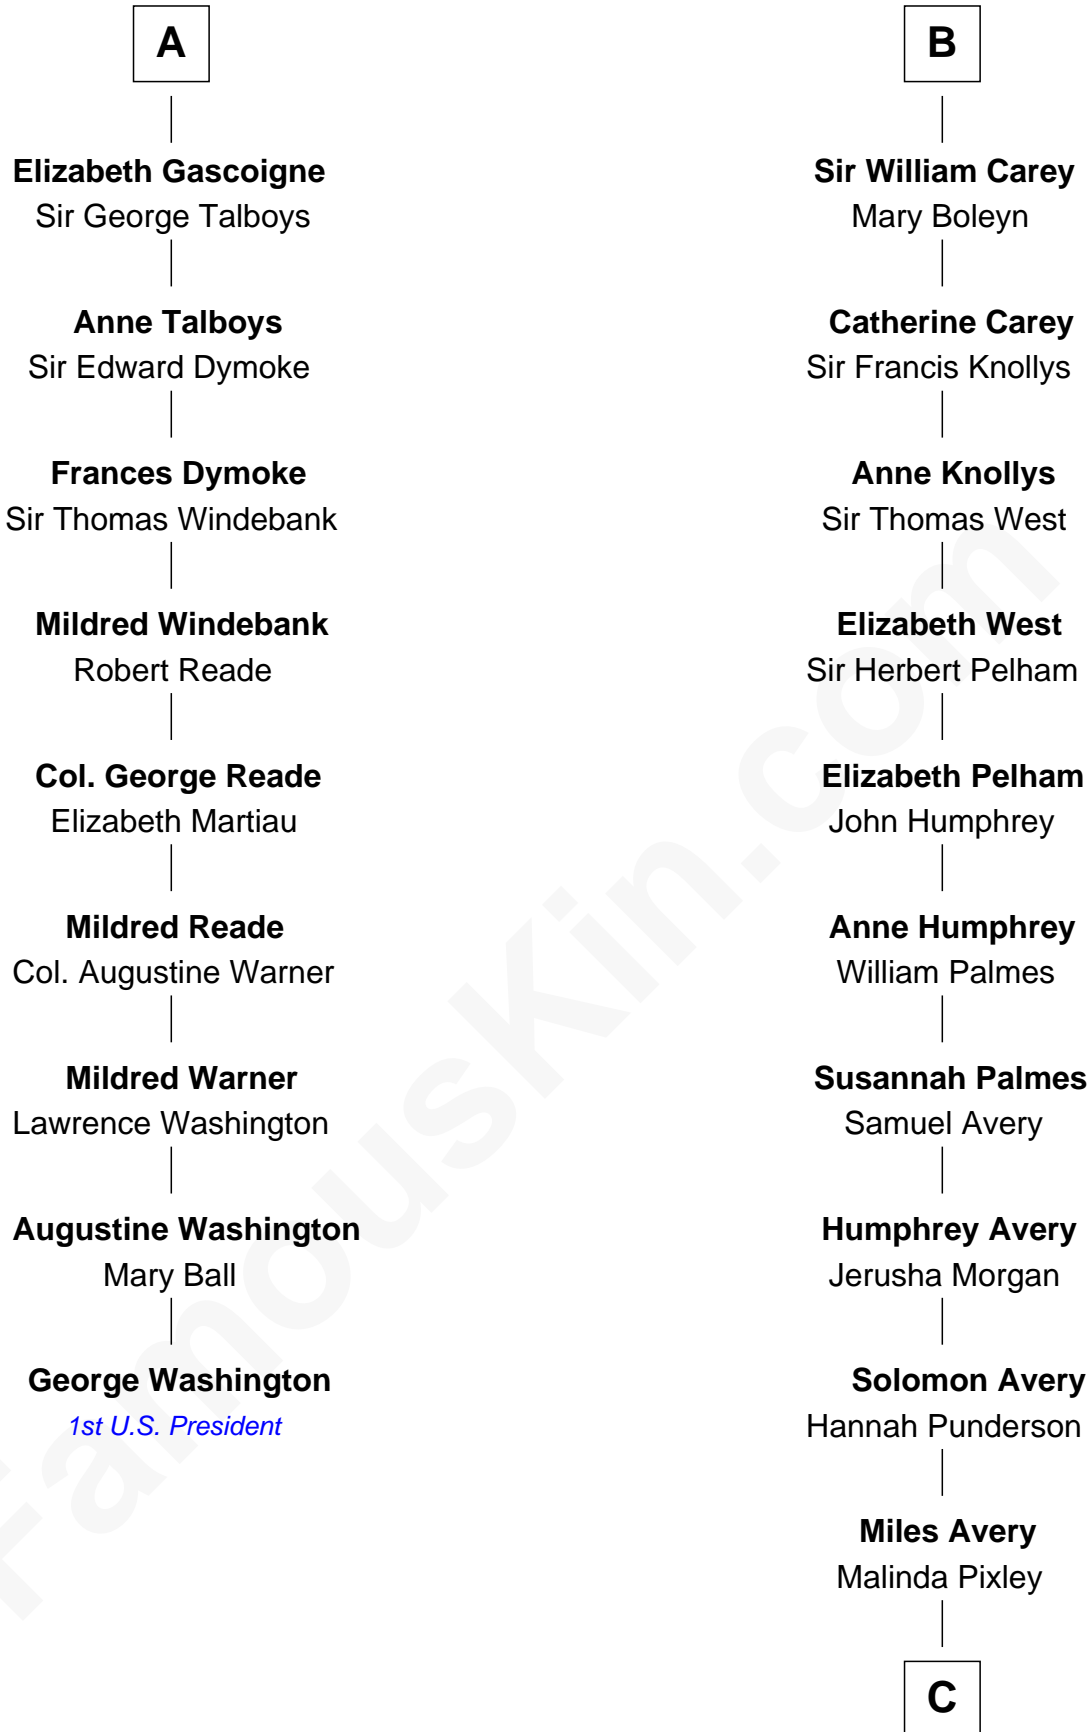 A
Elizabeth Gascoigne
Sir George Talboys
Anne Talboys
Sir Edward Dymoke
Frances Dymoke
Sir Thomas Windebank
Mildred Windebank
Robert Reade
Col. George Reade
Elizabeth Martiau
Mildred Reade
Col. Augustine Warner
Mildred Warner
Lawrence Washington
Augustine Washington
Mary Ball
George Washington
1st U.S. President
B
Sir William Carey
Mary Boleyn
Catherine Carey
Sir Francis Knollys
Anne Knollys
Sir Thomas West
Elizabeth West
Sir Herbert Pelham
Elizabeth Pelham
John Humphrey
Anne Humphrey
William Palmes
Susannah Palmes
Samuel Avery
Humphrey Avery
Jerusha Morgan
Solomon Avery
Hannah Punderson
Miles Avery
Malinda Pixley
C
FamousKin.com